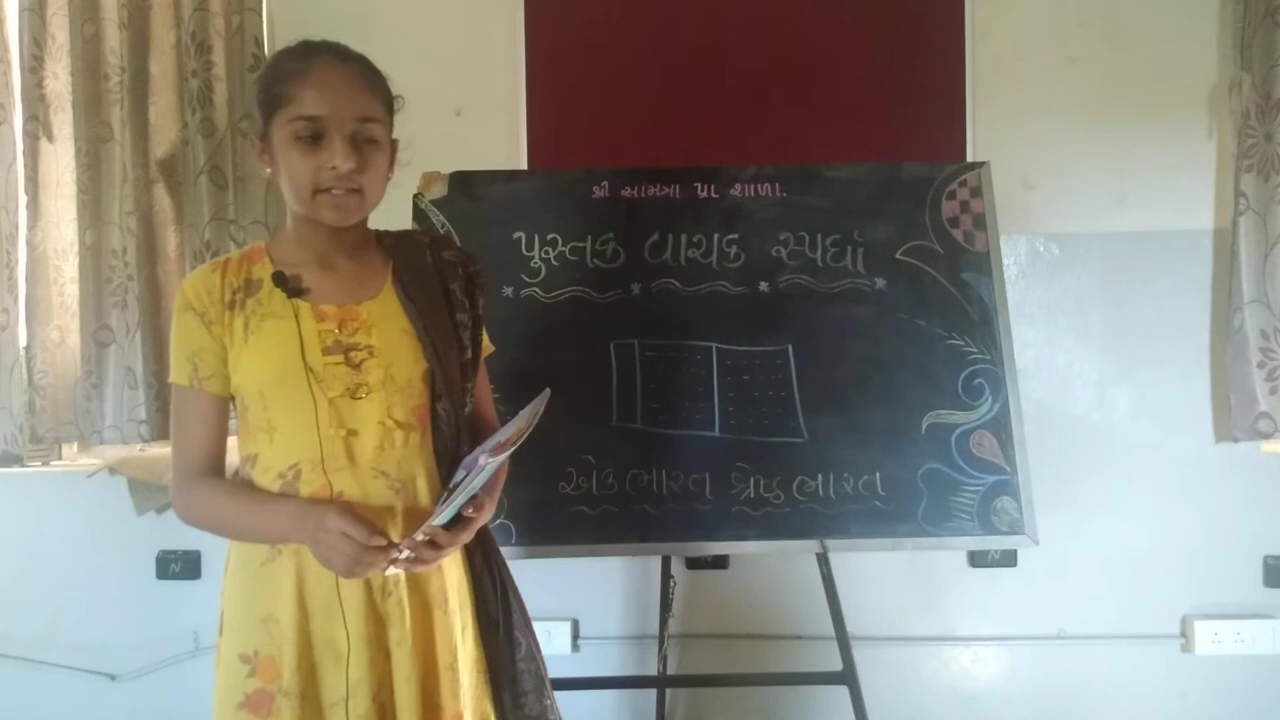 શ્રી સામત્રા પ્રા શાળા.
પુસ્તક વાચક સ્પર્ધા
એક ભારત શ્રેષ્ઠ ભારત
N
N